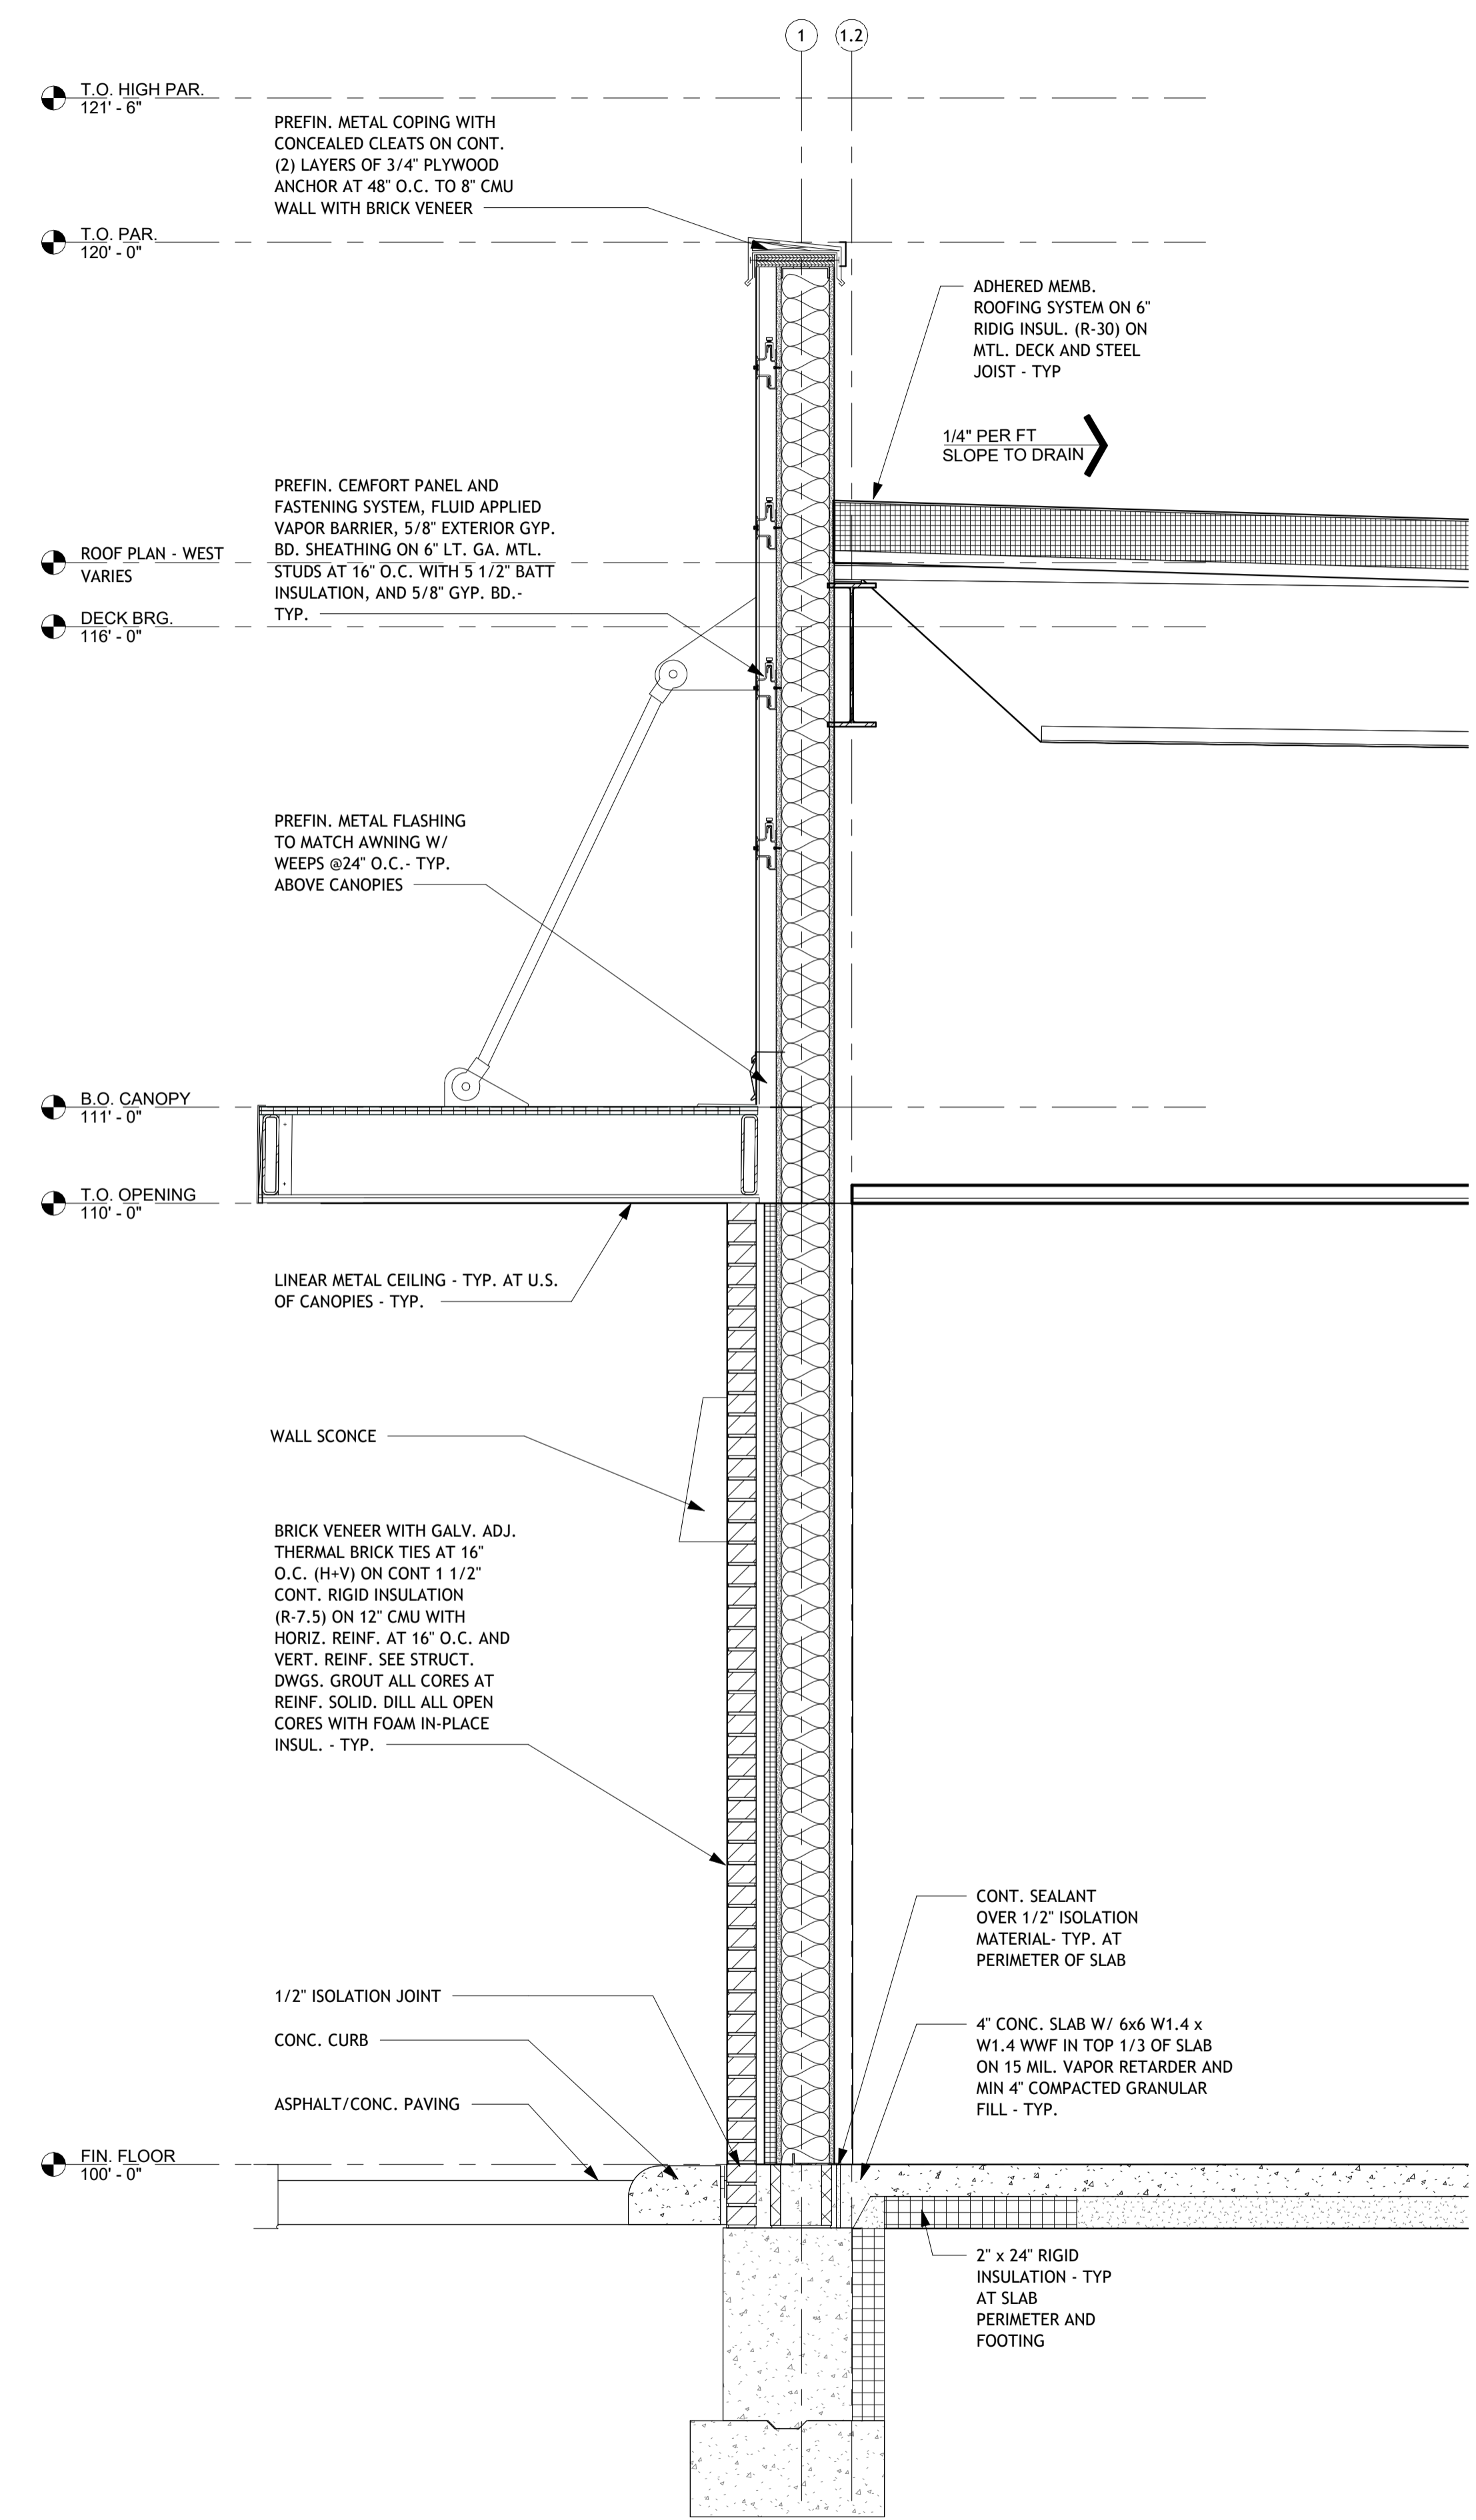 1
1.2
T.O. HIGH PAR.
121' - 6"
PREFIN. METAL COPING WITH
CONCEALED CLEATS ON CONT.
(2) LAYERS OF 3/4" PLYWOOD
ANCHOR AT 48" O.C. TO 8" CMU
WALL WITH BRICK VENEER
T.O. PAR.
120' - 0"
ADHERED MEMB.
ROOFING SYSTEM ON 6"
RIDIG INSUL. (R-30) ON
MTL. DECK AND STEEL
JOIST - TYP
1/4" PER FT
SLOPE TO DRAIN
PREFIN. CEMFORT PANEL AND
FASTENING SYSTEM, FLUID APPLIED
VAPOR BARRIER, 5/8" EXTERIOR GYP.
BD. SHEATHING ON 6" LT. GA. MTL.
STUDS AT 16" O.C. WITH 5 1/2" BATT
INSULATION, AND 5/8" GYP. BD.-
TYP.
ROOF PLAN - WEST
VARIES
DECK BRG.
116' - 0"
PREFIN. METAL FLASHING
TO MATCH AWNING W/
WEEPS @24" O.C.- TYP.
ABOVE CANOPIES
B.O. CANOPY
111' - 0"
T.O. OPENING
110' - 0"
LINEAR METAL CEILING - TYP. AT U.S.
OF CANOPIES - TYP.
WALL SCONCE
BRICK VENEER WITH GALV. ADJ.
THERMAL BRICK TIES AT 16"
O.C. (H+V) ON CONT 1 1/2"
CONT. RIGID INSULATION
(R-7.5) ON 12" CMU WITH
HORIZ. REINF. AT 16" O.C. AND
VERT. REINF. SEE STRUCT.
DWGS. GROUT ALL CORES AT
REINF. SOLID. DILL ALL OPEN
CORES WITH FOAM IN-PLACE
INSUL. - TYP.
CONT. SEALANT
OVER 1/2" ISOLATION
MATERIAL- TYP. AT
PERIMETER OF SLAB
1/2" ISOLATION JOINT
CONC. CURB
ASPHALT/CONC. PAVING
4" CONC. SLAB W/ 6x6 W1.4 x
W1.4 WWF IN TOP 1/3 OF SLAB
ON 15 MIL. VAPOR RETARDER AND
MIN 4" COMPACTED GRANULAR
FILL - TYP.
FIN. FLOOR
100' - 0"
2" x 24" RIGID
INSULATION - TYP
AT SLAB
PERIMETER AND
FOOTING